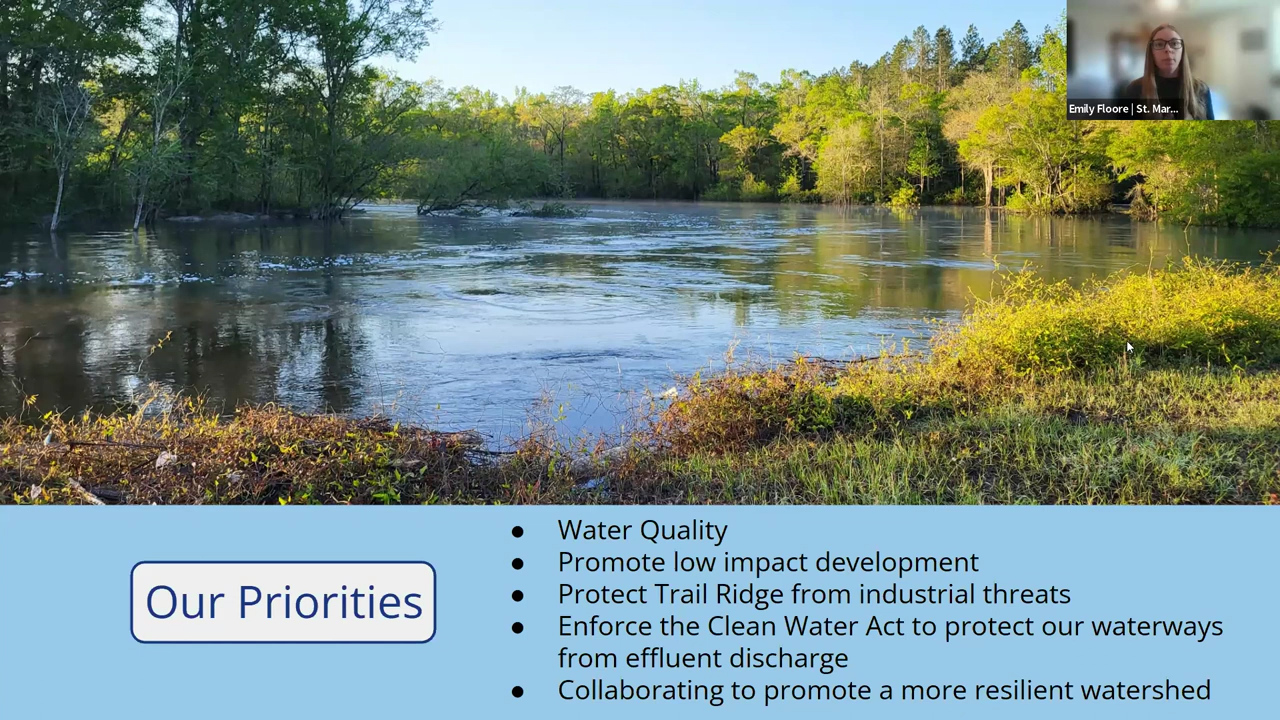 Emily Floore | St. Mar...
Our Priorities
● Water Quality
● Promote low impact development
● Protect Trail Ridge from industrial threats
● Enforce the Clean Water Act to protect our waterways
from effluent discharge
● Collaborating to promote a more resilient watershed